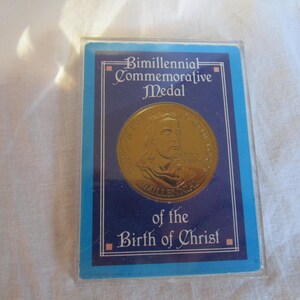 Bimillennial
Commemorative
Medal
of the
Birth of Christ